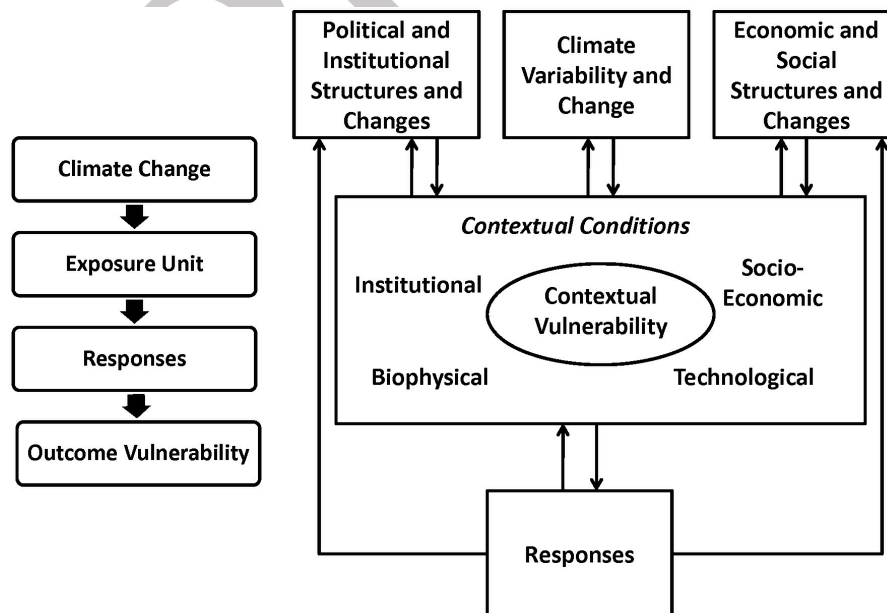 Climate Change
Exposure Unit
Responses
Outcome Vulnerability
Political and
Institutional
Structures and
Changes
Climate
Variability and
Change
Economic and
Social
Structures and
Changes
Contextual Conditions
Institutional
Socio-
Economic
Contextual
Vulnerability
Biophysical
Technological
Responses